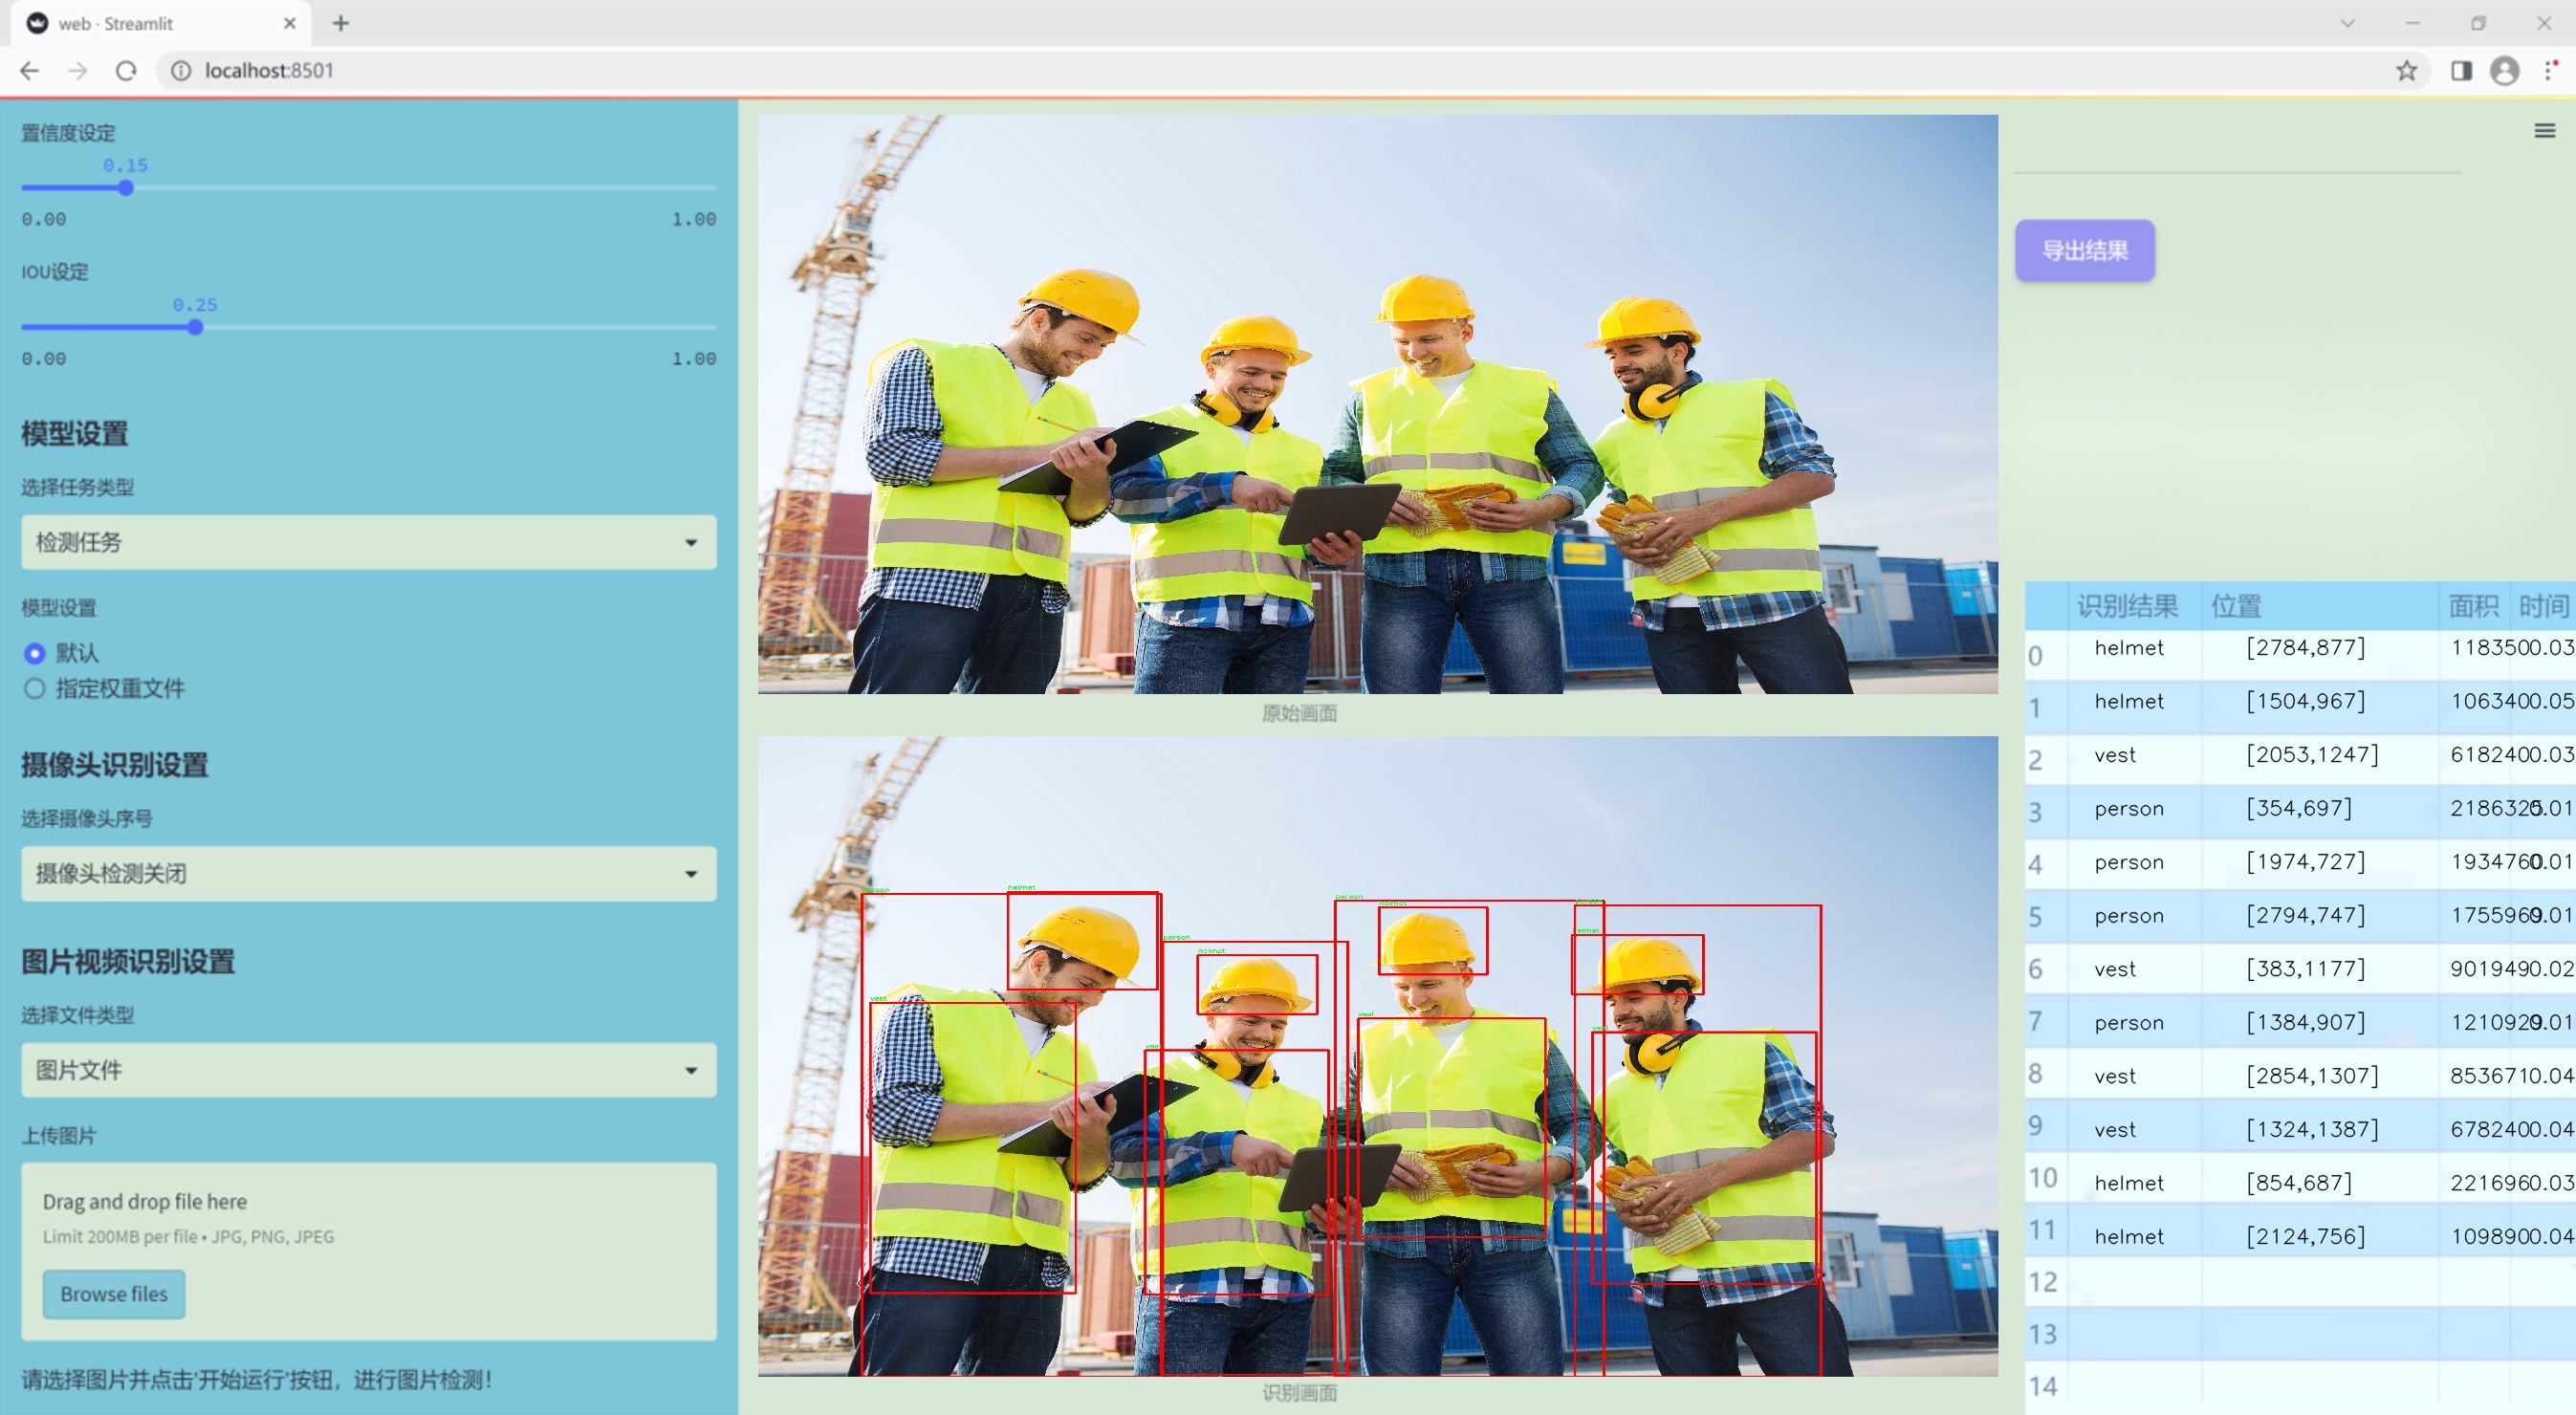 web · Streamlit
localhost:8501
置信度设定
0.15
0.00 1.00
IOU设定
0.25
0.00 1.00
模型设置
选择任务类型
检测任务
模型设置
默认
指定权重文件
摄像头识别设置
选择摄像头序号
摄像头检测关闭
图片视频识别设置
选择文件类型
图片文件
上传图片
Drag and drop file here
Limit 200MB per file • JPG, PNG, JPEG
Browse files
请选择图片并点击'开始运行'按钮，进行图片检测!
原始画面
person
helmet
person
helmet
person
helmet
helmet
vest
vest
vest
vest
识别画面
导出结果
识别结果 位置 面积 时间
0 helmet [2784,877] 118350 0.03
1 helmet [1504,967] 106340 0.05
2 vest [2053,1247] 618240 0.03
3 person [354,697] 0.01
4 person [1974,727] 0.01
5 person [2794,747] 0.01
6 vest [383,1177] 901949 0.02
7 person [1384,907] 0.01
8 vest [2854,1307] 853671 0.04
9 vest [1324,1387] 678240 0.04
10 helmet [854,687] 221696 0.03
11 helmet [2124,756] 109890 0.04
12
13
14